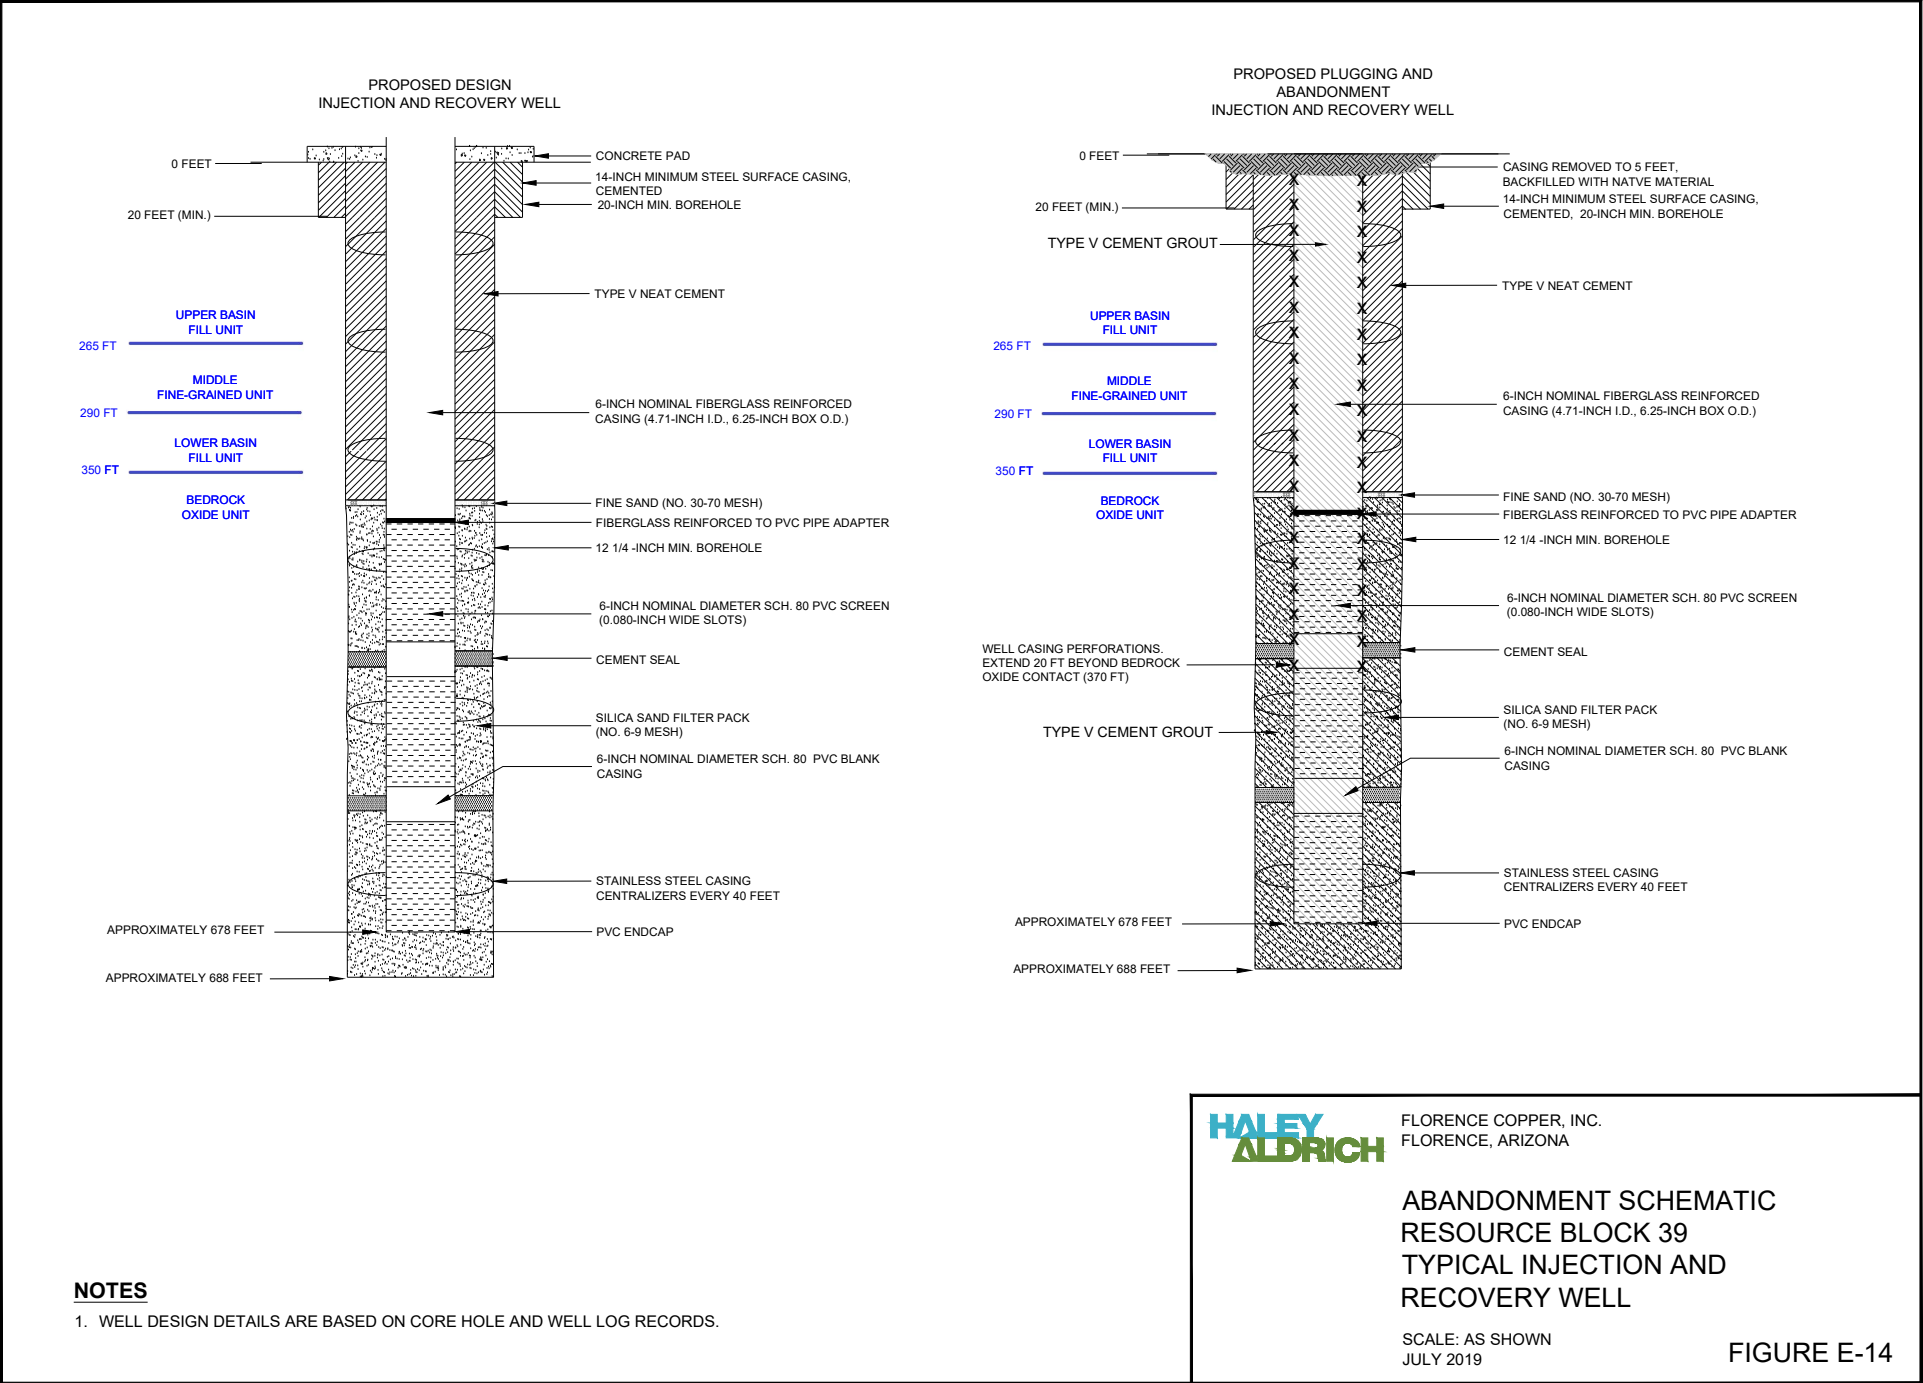 PROPOSED DESIGN
INJECTION AND RECOVERY WELL
0 FEET
20 FEET (MIN.)
CONCRETE PAD
14-INCH MINIMUM STEEL SURFACE CASING,
CEMENTED
20-INCH MIN. BOREHOLE
TYPE V NEAT CEMENT
UPPER BASIN
FILL UNIT
265 FT
MIDDLE
FINE-GRAINED UNIT
290 FT
LOWER BASIN
FILL UNIT
350 FT
BEDROCK
OXIDE UNIT
6-INCH NOMINAL FIBERGLASS REINFORCED
CASING (4.71-INCH I.D., 6.25-INCH BOX O.D.)
FINE SAND (NO. 30-70 MESH)
FIBERGLASS REINFORCED TO PVC PIPE ADAPTER
12 1/4 -INCH MIN. BOREHOLE
6-INCH NOMINAL DIAMETER SCH. 80 PVC SCREEN
(0.080-INCH WIDE SLOTS)
CEMENT SEAL
SILICA SAND FILTER PACK
(NO. 6-9 MESH)
6-INCH NOMINAL DIAMETER SCH. 80 PVC BLANK
CASING
STAINLESS STEEL CASING
CENTRALIZERS EVERY 40 FEET
APPROXIMATELY 678 FEET
PVC ENDCAP
APPROXIMATELY 688 FEET
PROPOSED PLUGGING AND
ABANDONMENT
INJECTION AND RECOVERY WELL
0 FEET
20 FEET (MIN.)
CASING REMOVED TO 5 FEET,
BACKFILLED WITH NATVE MATERIAL
14-INCH MINIMUM STEEL SURFACE CASING,
CEMENTED, 20-INCH MIN. BOREHOLE
TYPE V CEMENT GROUT
TYPE V NEAT CEMENT
UPPER BASIN
FILL UNIT
265 FT
MIDDLE
FINE-GRAINED UNIT
290 FT
LOWER BASIN
FILL UNIT
350 FT
BEDROCK
OXIDE UNIT
6-INCH NOMINAL FIBERGLASS REINFORCED
CASING (4.71-INCH I.D., 6.25-INCH BOX O.D.)
FINE SAND (NO. 30-70 MESH)
FIBERGLASS REINFORCED TO PVC PIPE ADAPTER
12 1/4 -INCH MIN. BOREHOLE
6-INCH NOMINAL DIAMETER SCH. 80 PVC SCREEN
(0.080-INCH WIDE SLOTS)
WELL CASING PERFORATIONS.
EXTEND 20 FT BEYOND BEDROCK
OXIDE CONTACT (370 FT)
CEMENT SEAL
TYPE V CEMENT GROUT
SILICA SAND FILTER PACK
(NO. 6-9 MESH)
6-INCH NOMINAL DIAMETER SCH. 80 PVC BLANK
CASING
STAINLESS STEEL CASING
CENTRALIZERS EVERY 40 FEET
APPROXIMATELY 678 FEET
PVC ENDCAP
APPROXIMATELY 688 FEET
HALEY
ALDRICH
FLORENCE COPPER, INC.
FLORENCE, ARIZONA
ABANDONMENT SCHEMATIC
RESOURCE BLOCK 39
TYPICAL INJECTION AND
RECOVERY WELL
SCALE: AS SHOWN
JULY 2019
FIGURE E-14
NOTES
1. WELL DESIGN DETAILS ARE BASED ON CORE HOLE AND WELL LOG RECORDS.